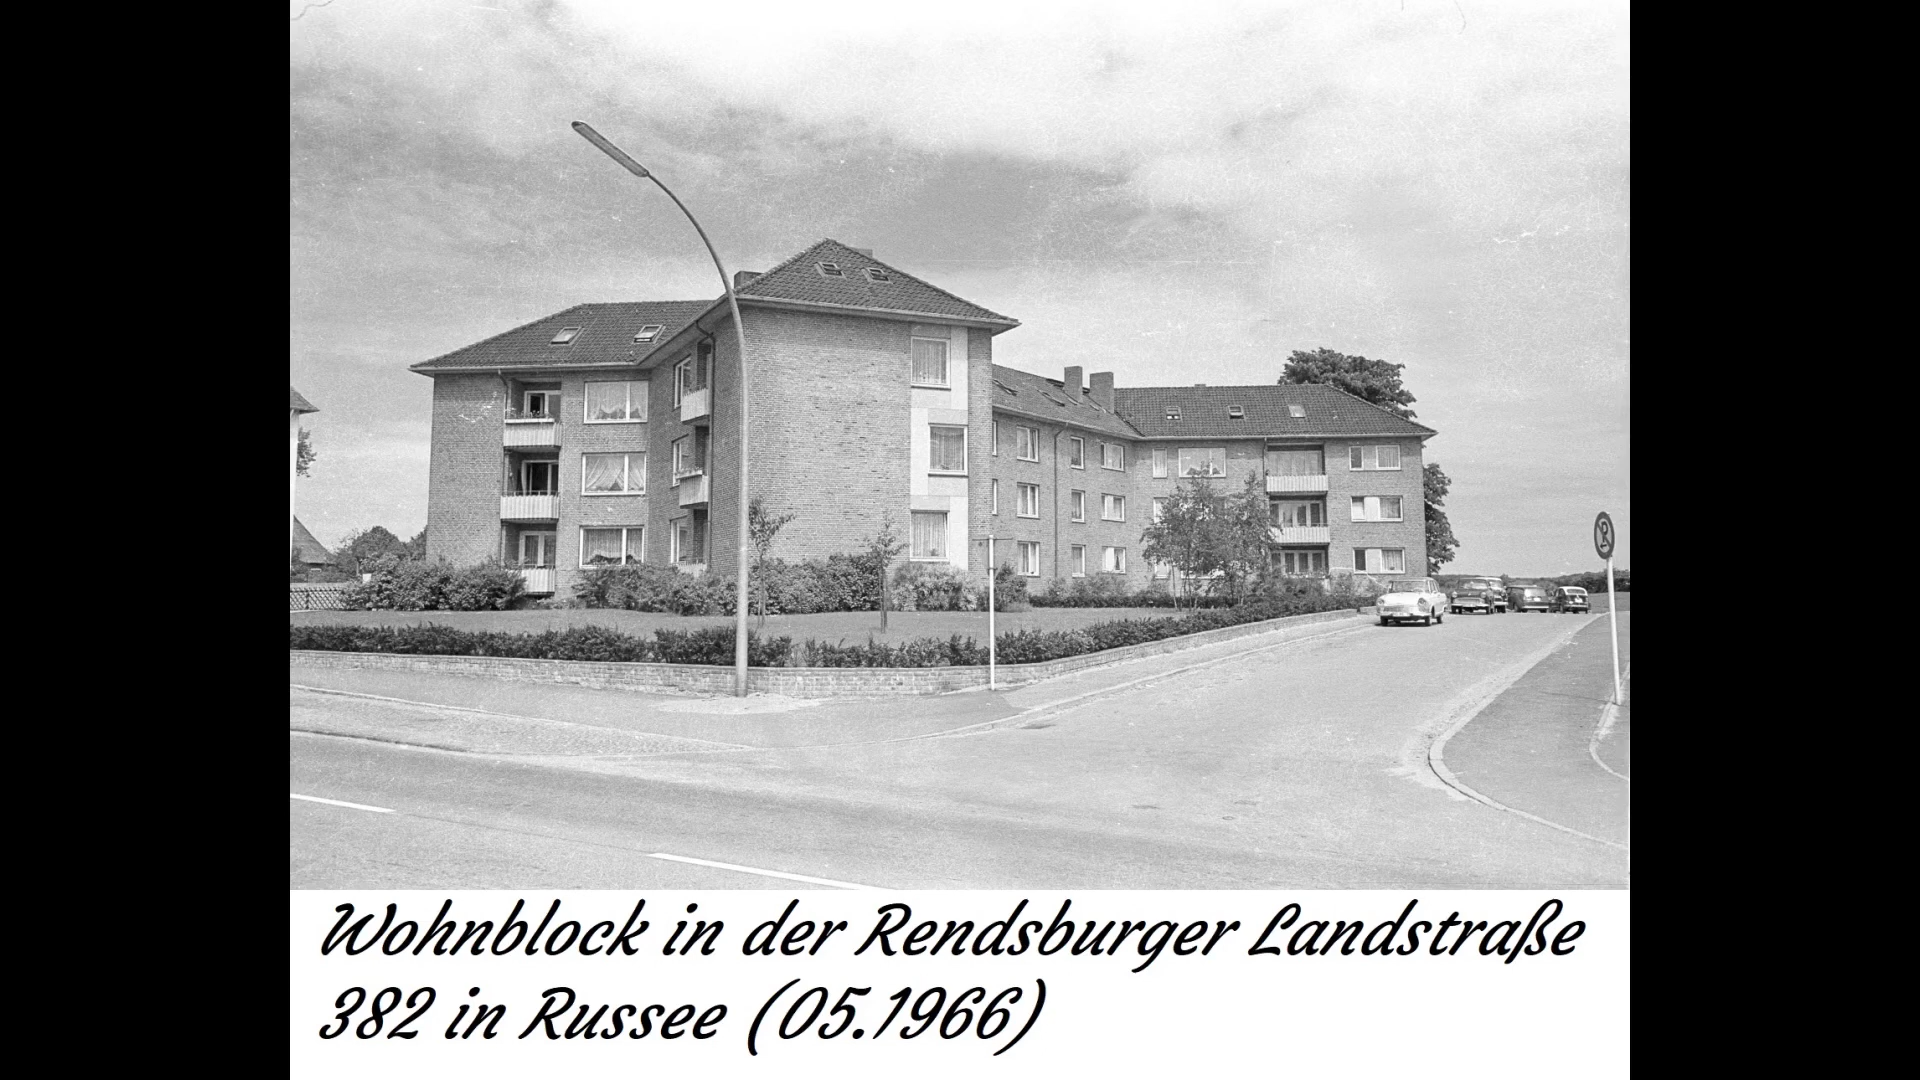 Wohnblock in der Rendsburger Landstraße
382 in Russee (05.1966)